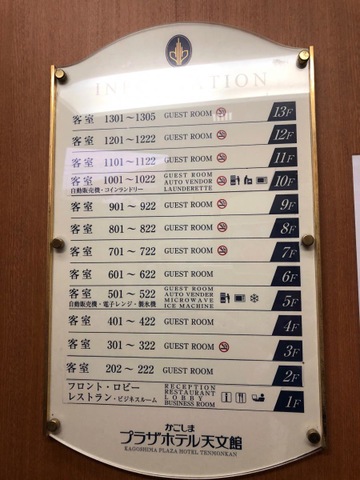 INFORMATION
客室 1301～1305 GUEST ROOM 13F
客室 1201～1222 GUEST ROOM 12F
客室 1101～1122 GUEST ROOM 11F
客室 1001～1022 GUEST ROOM 10F
自動販売機・コインランドリー AUTO VENDOR
LAUNDERETTE
客室 901～922 GUEST ROOM 9F
客室 801～822 GUEST ROOM 8F
客室 701～722 GUEST ROOM 7F
客室 601～622 GUEST ROOM 6F
客室 501～522 GUEST ROOM 5F
AUTO VENDER
自動販売機・電子レンジ・製氷機 MICROWAVE
ICE MACHINE
客室 401～422 GUEST ROOM 4F
客室 301～322 GUEST ROOM 3F
客室 202～222 GUEST ROOM 2F
フロント・ロビー RECEPTION 1F
RESTAURANT
レストラン・ビジネスルーム LOBBY
BUSINESS ROOM
かごしま
プラザホテル天文館
KAGOSHIMA PLAZA HOTEL TENMONKAN